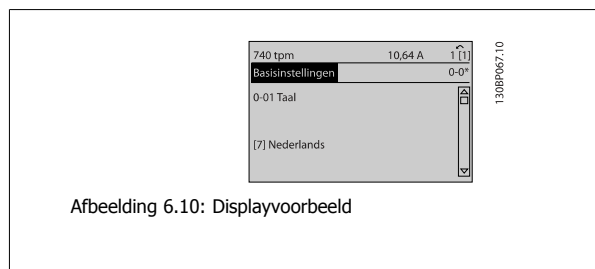 740 tpm 10,64 A 1 [1]
Basisinstellingen 0-0*
0-01 Taal
[7] Nederlands
130BP067.10
Afbeelding 6.10: Displayvoorbeeld